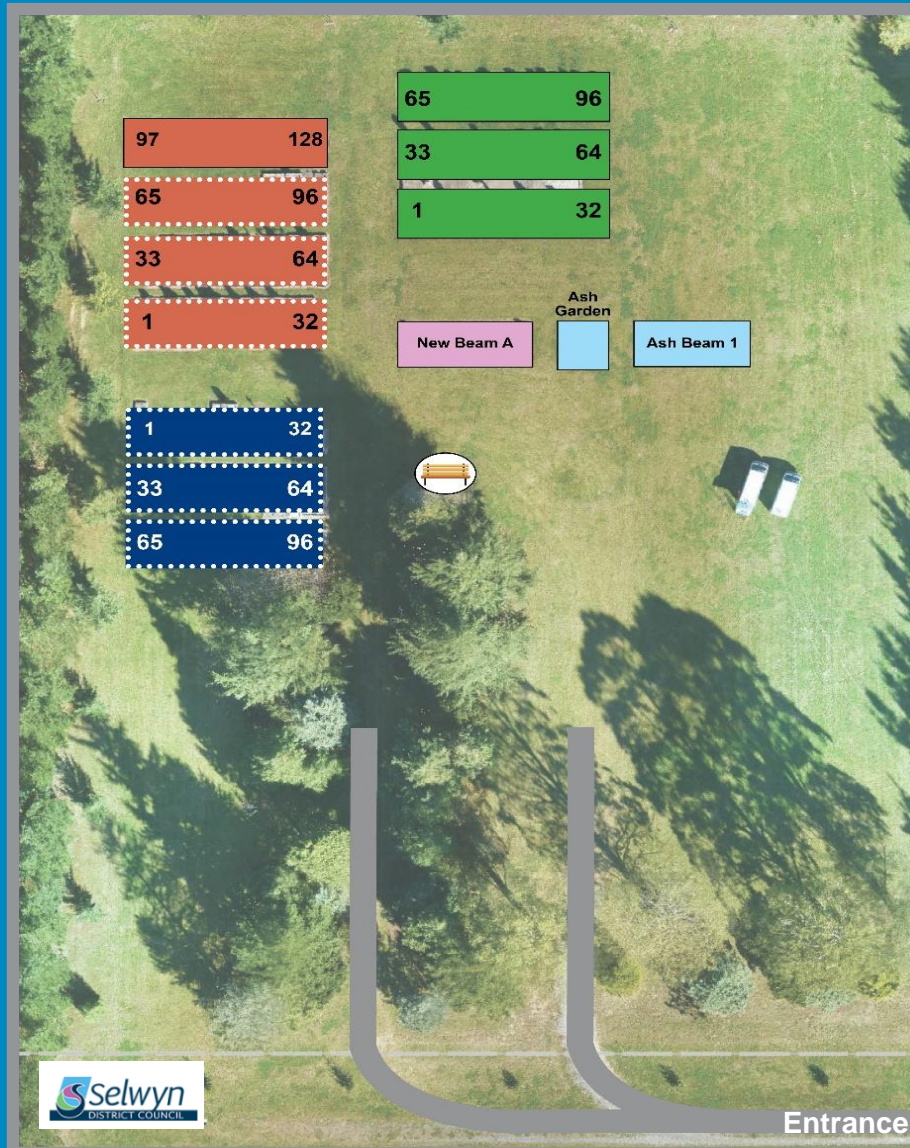 65 96
33 64
1 32
97 128
65 96
33 64
1 32
Ash
Garden
New Beam A
Ash Beam 1
1 32
33 64
65 96
Selwyn
DISTRICT COUNCIL
Entrance